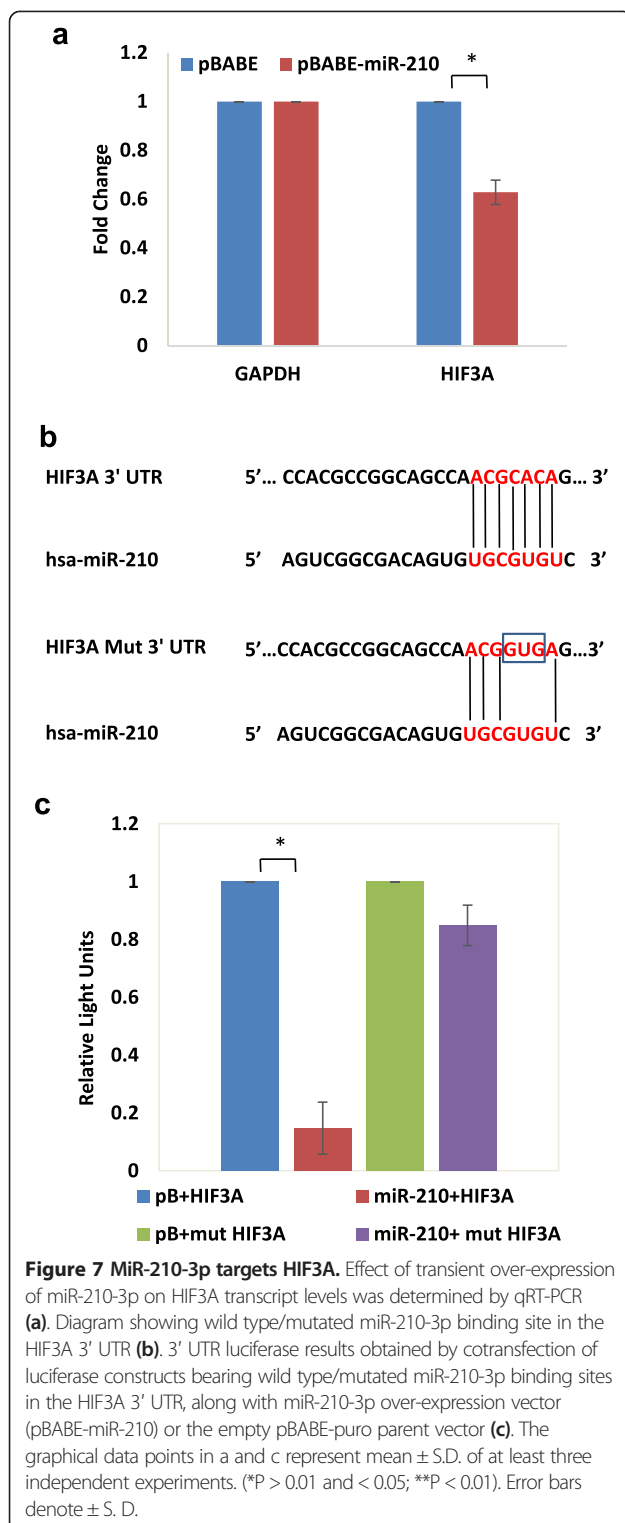 a
1.2
1
0.8
0.6
0.4
0.2
0
Fold Change
pBABE pBABE-miR-210
*
GAPDH HIF3A
b
HIF3A 3' UTR 5’... CCACGCCGGCAGCCAACGCACAG... 3’
hsa-miR-210 5’ AGUCGGCGACAGUGUGCGUGUC 3’
HIF3A Mut 3' UTR 5’...CCACGCCGGCAGCCAACGGUGAG...3’
hsa-miR-210 5’ AGUCGGCGACAGUGUGCGUGUC 3’
c
1.2
1
0.8
0.6
0.4
0.2
0
Relative Light Units
*
pB+HIF3A miR-210+HIF3A
pB+mut HIF3A miR-210+ mut HIF3A
Figure 7 MiR-210-3p targets HIF3A. Effect of transient over-expression
of miR-210-3p on HIF3A transcript levels was determined by qRT-PCR
(a). Diagram showing wild type/mutated miR-210-3p binding site in the
HIF3A 3′ UTR (b). 3′ UTR luciferase results obtained by cotransfection of
luciferase constructs bearing wild type/mutated miR-210-3p binding sites
in the HIF3A 3′ UTR, along with miR-210-3p over-expression vector
(pBABE-miR-210) or the empty pBABE-puro parent vector (c). The
graphical data points in a and c represent mean ± S.D. of at least three
independent experiments. (*P > 0.01 and < 0.05; **P < 0.01). Error bars
denote ± S. D.